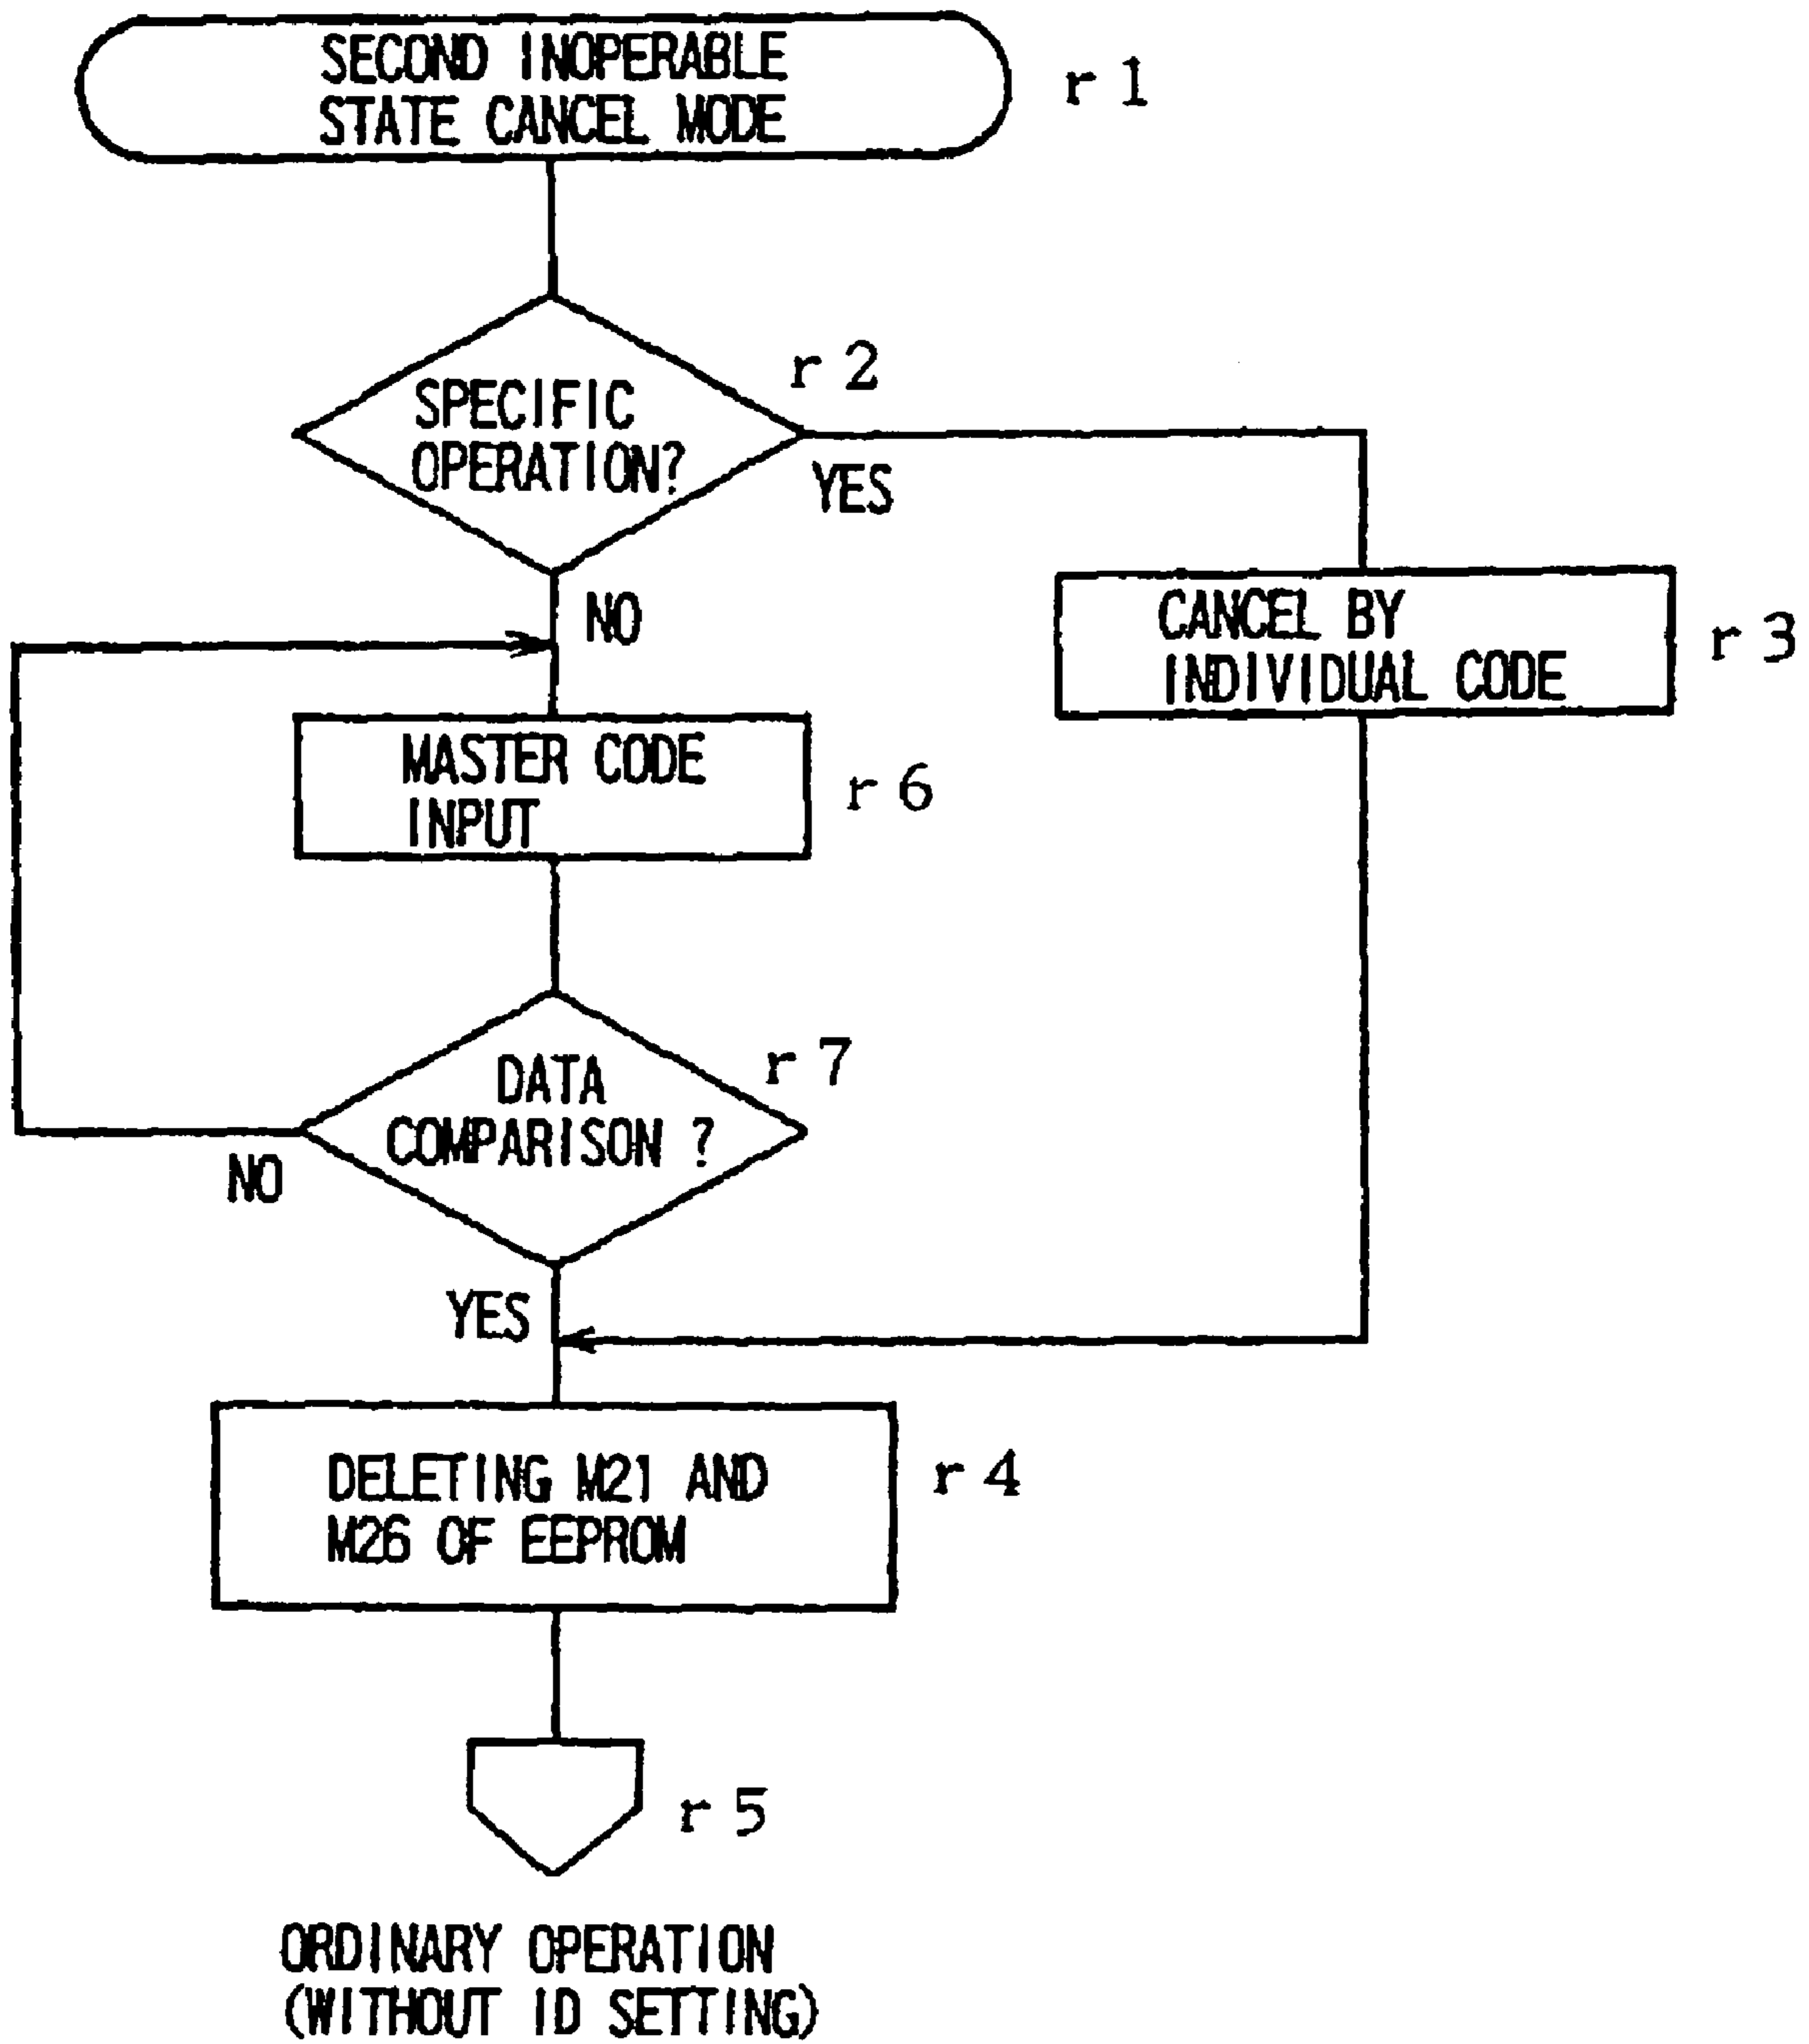 SECOND INOPERABLE
STATE CANCEL MODE
r 1
r 2
SPECIFIC
OPERATION?
YES
NO
CANCEL BY
INDIVIDUAL CODE
r 3
MASTER CODE
INPUT
r 6
r 7
DATA
COMPARISON ?
NO
YES
DELETING M21 AND
M26 OF EEPROM
r 4
r 5
ORDINARY OPERATION
(WITHOUT ID SETTING)